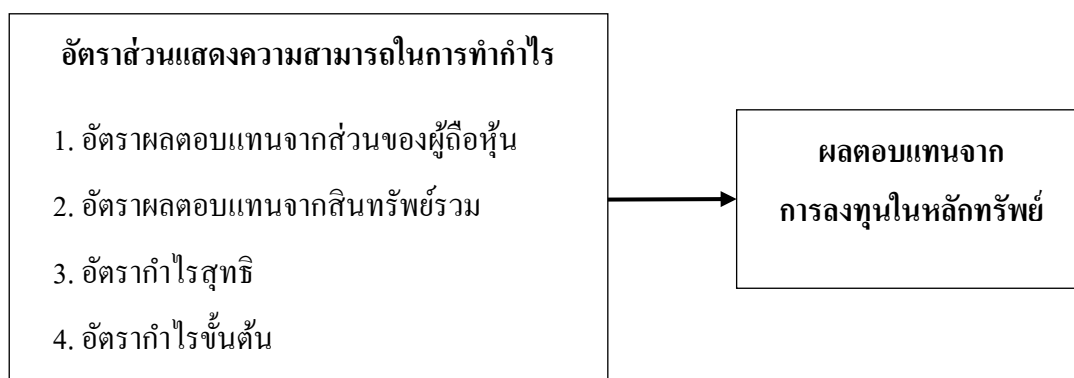 อัตราส่วนแสดงความสามารถในการทำกำไร
1. อัตราผลตอบแทนจากส่วนของผู้ถือหุ้น
2. อัตราผลตอบแทนจากสินทรัพย์รวม
3. อัตรากำไรสุทธิ
4. อัตรากำไรขั้นต้น
ผลตอบแทนจาก
การลงทุนในหลักทรัพย์